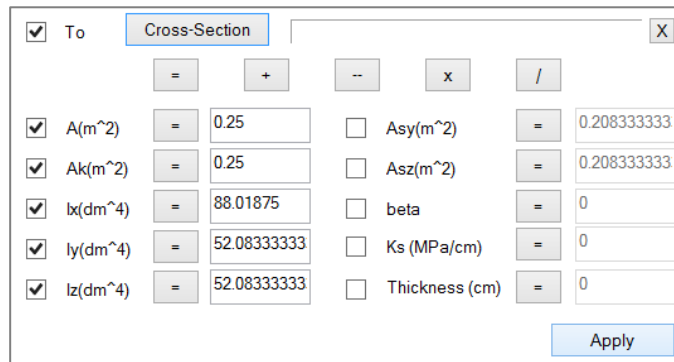 To Cross-Section X
= + -- x /
A(m^2) = 0.25 Asy(m^2) = 0.208333333
Ak(m^2) = 0.25 Asz(m^2) = 0.208333333
Ix(dm^4) = 88.01875 beta = 0
Iy(dm^4) = 52.08333333 Ks (MPa/cm) = 0
Iz(dm^4) = 52.08333333 Thickness (cm) = 0
Apply